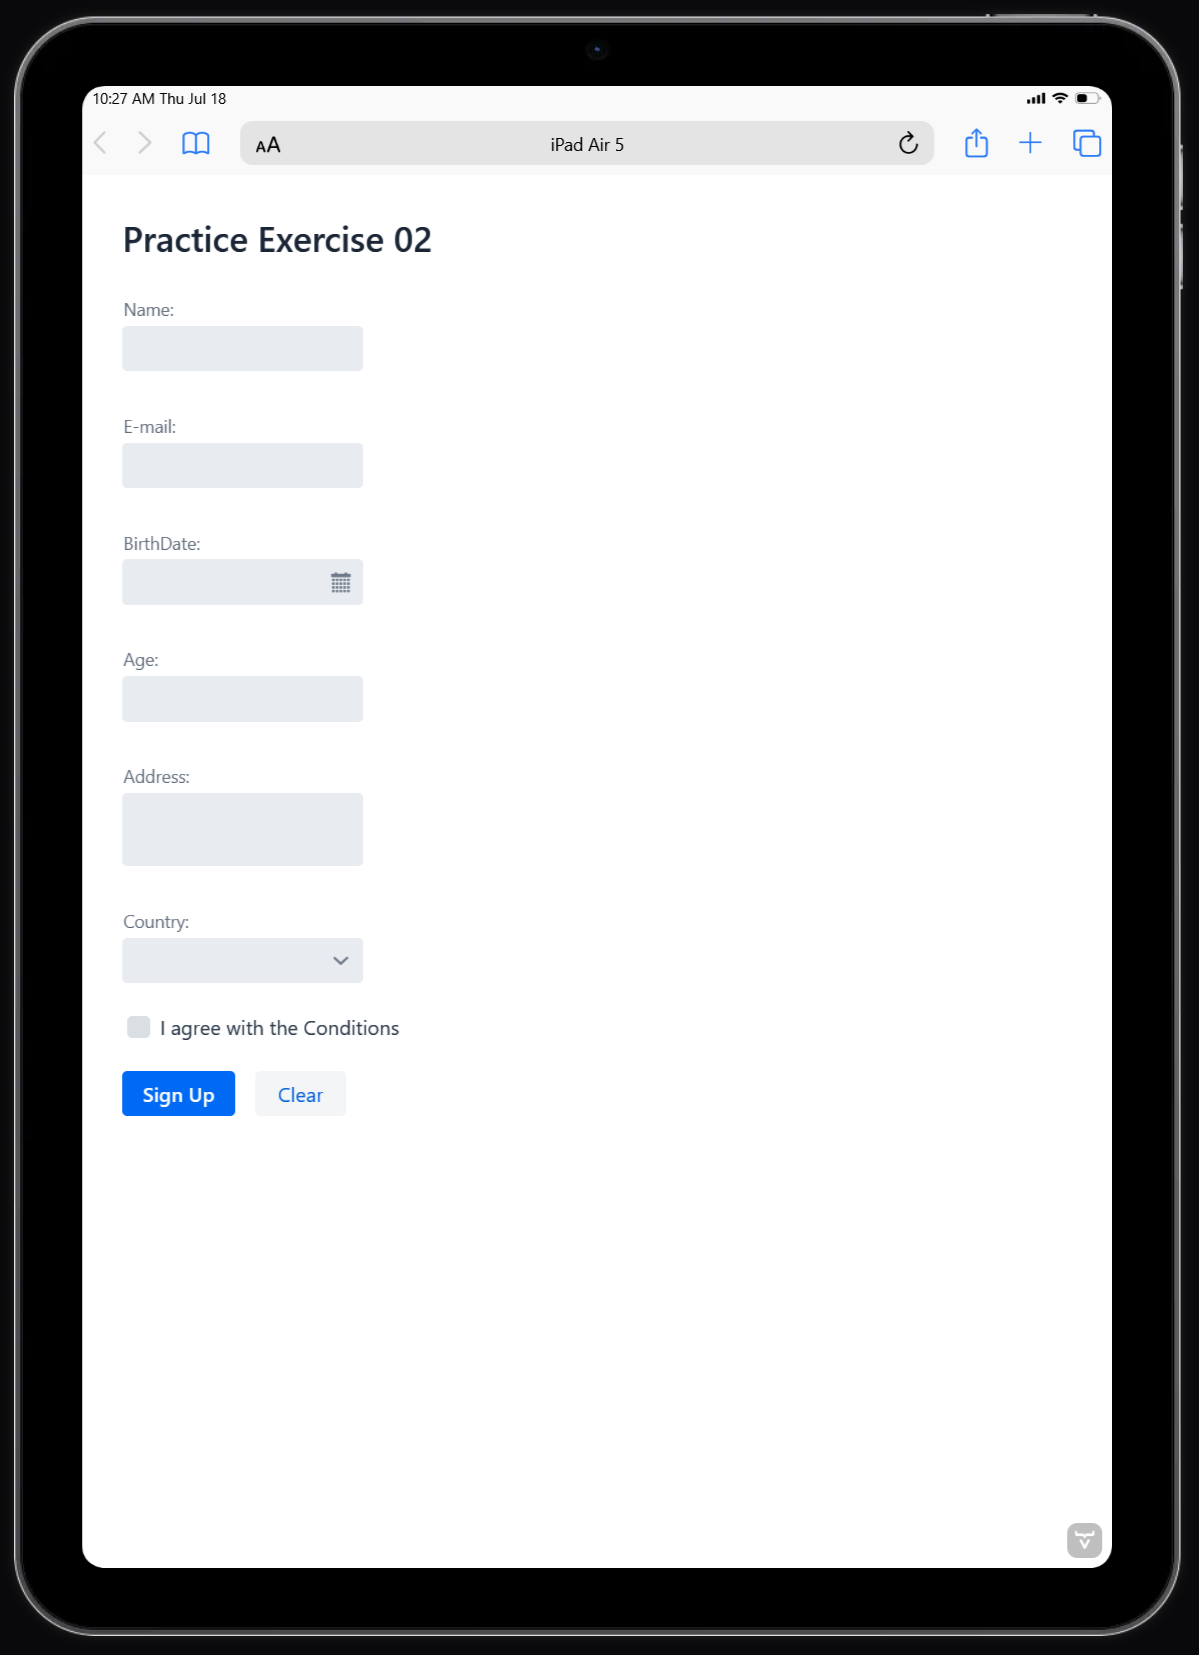 10:27 AM Thu Jul 18
AA iPad Air 5
Practice Exercise 02
Name:
E-mail:
BirthDate:
Age:
Address:
Country:
I agree with the Conditions
Sign Up Clear